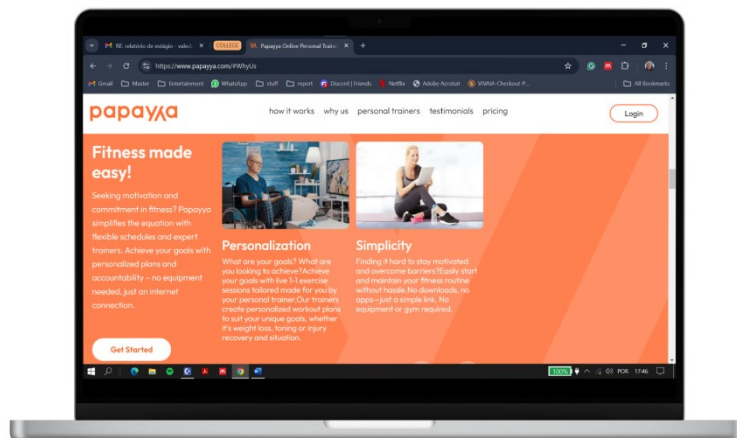 RE: relatório de estágio - valeci
COLLEGE
Papayya Online Personal Traine
https://www.papayya.com/#WhyUs
Gmail
Master
Entertainment
WhatsApp
stuff
report
Discord | Friends
Netflix
Adobe Acrobat
VIVAIA-Checkout-P...
All Bookmarks
papayya
how it works
why us
personal trainers
testimonials
pricing
Login
Fitness made
easy!
Seeking motivation and
commitment in fitness? Papayya
simplifies the equation with
flexible schedules and expert
trainers. Achieve your goals with
personalized plans and
accountability – no equipment
needed, just an internet
connection.
Get Started
Personalization
What are your goals? What are
you looking to achieve?Achieve
your goals with live 1-1 exercise
sessions tailored made for you by
your personal trainer.Our trainers
create personalized workout plans
to suit your unique goals, whether
it's weight loss, toning or injury
recovery and situation.
Simplicity
Finding it hard to stay motivated
and overcome barriers?Easily start
and maintain your fitness routine
without hassle.No downloads, no
apps—just a simple link. No
equipment or gym required.
100%
POR
17:46